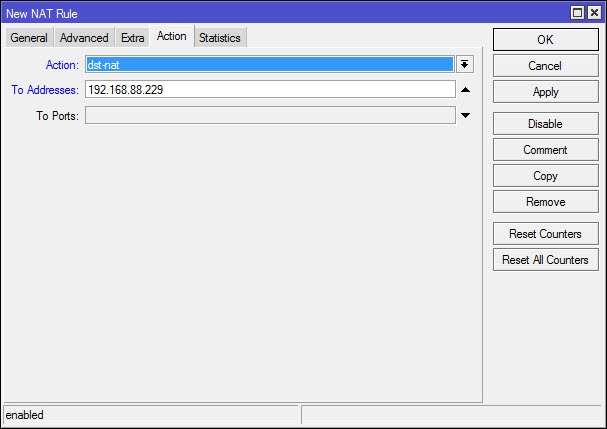 New NAT Rule
General Advanced Extra Action Statistics
Action: dst-nat
To Addresses: 192.168.88.229
To Ports:
OK
Cancel
Apply
Disable
Comment
Copy
Remove
Reset Counters
Reset All Counters
enabled